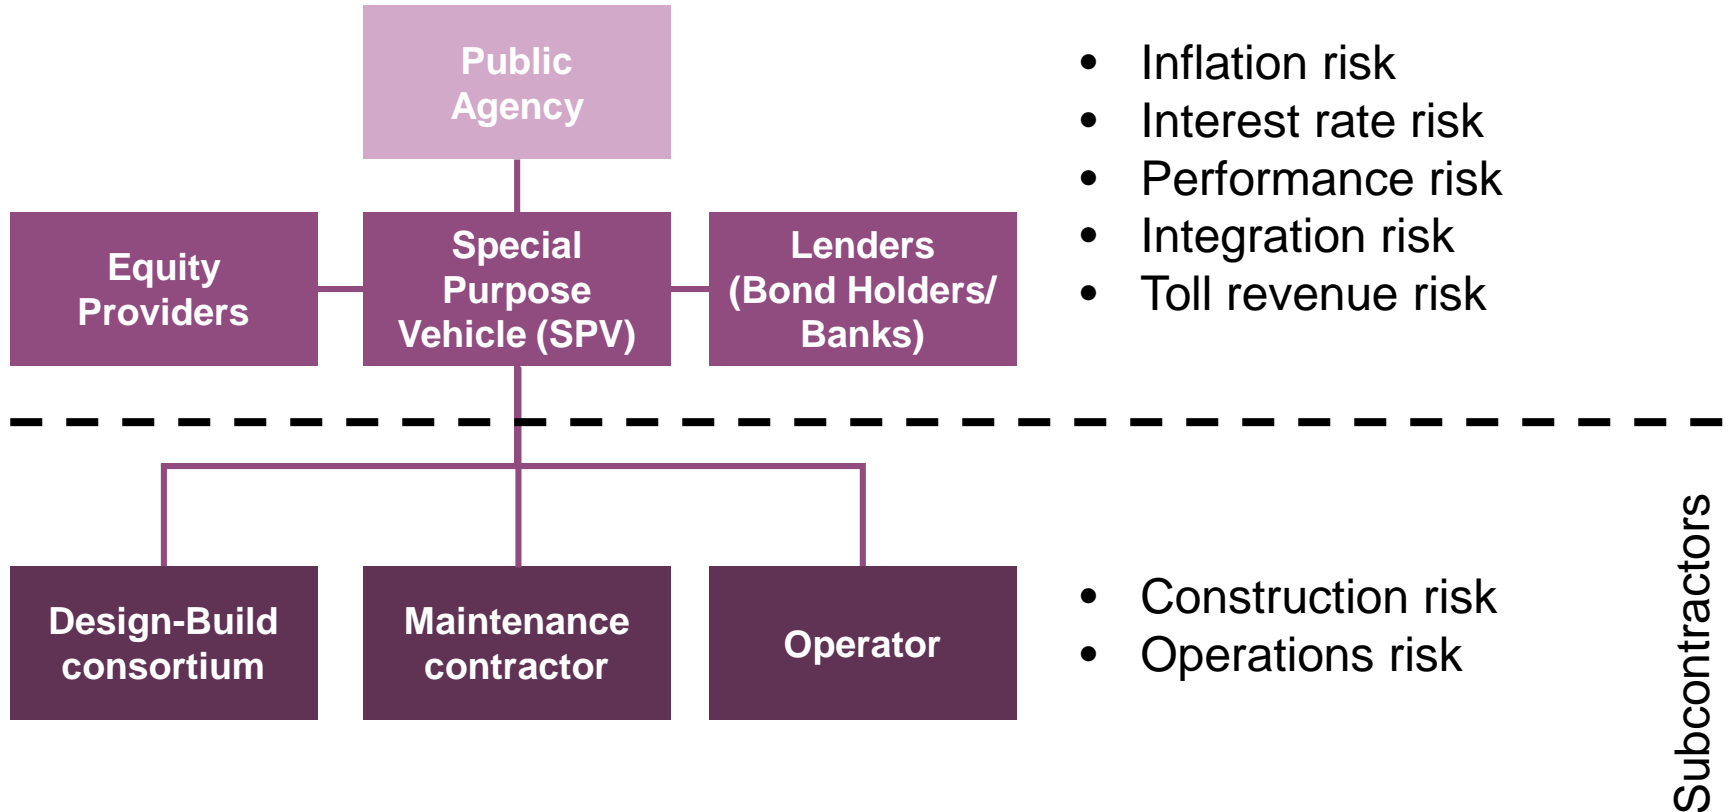 Public
Agency
Equity
Providers
Special
Purpose
Vehicle (SPV)
Lenders
(Bond Holders/
Banks)
• Inflation risk
• Interest rate risk
• Performance risk
• Integration risk
• Toll revenue risk
Design-Build
consortium
Maintenance
contractor
Operator
• Construction risk
• Operations risk
Subcontractors